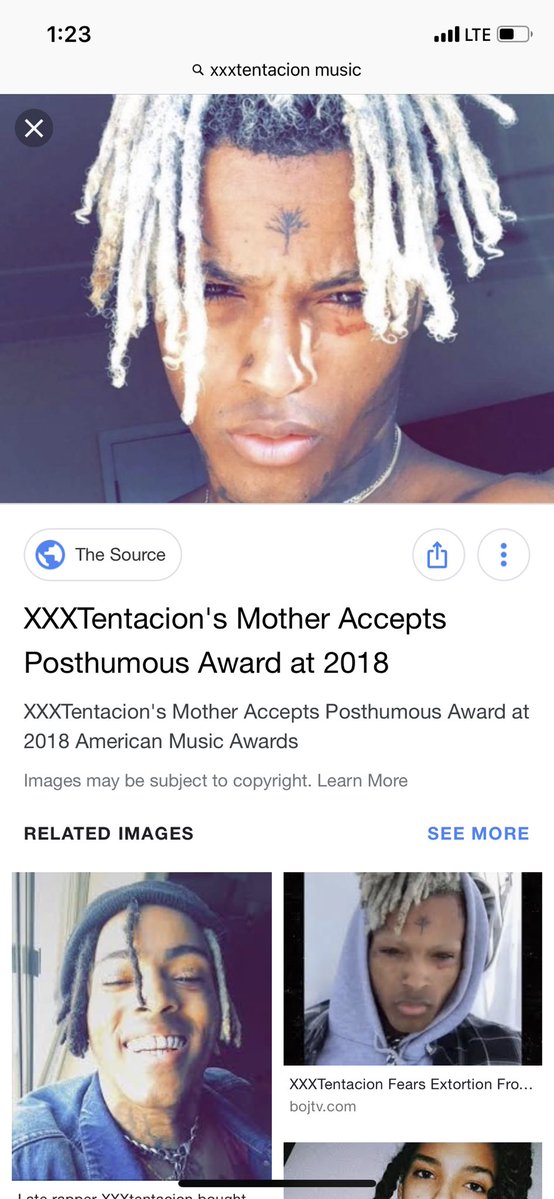 1:23
LTE
xxxtentacion music
The Source
XXXTentacion's Mother Accepts
Posthumous Award at 2018
XXXTentacion's Mother Accepts Posthumous Award at
2018 American Music Awards
Images may be subject to copyright. Learn More
RELATED IMAGES
SEE MORE
XXXTentacion Fears Extortion Fro...
bojtv.com
Late rapper XXXtentacion bought